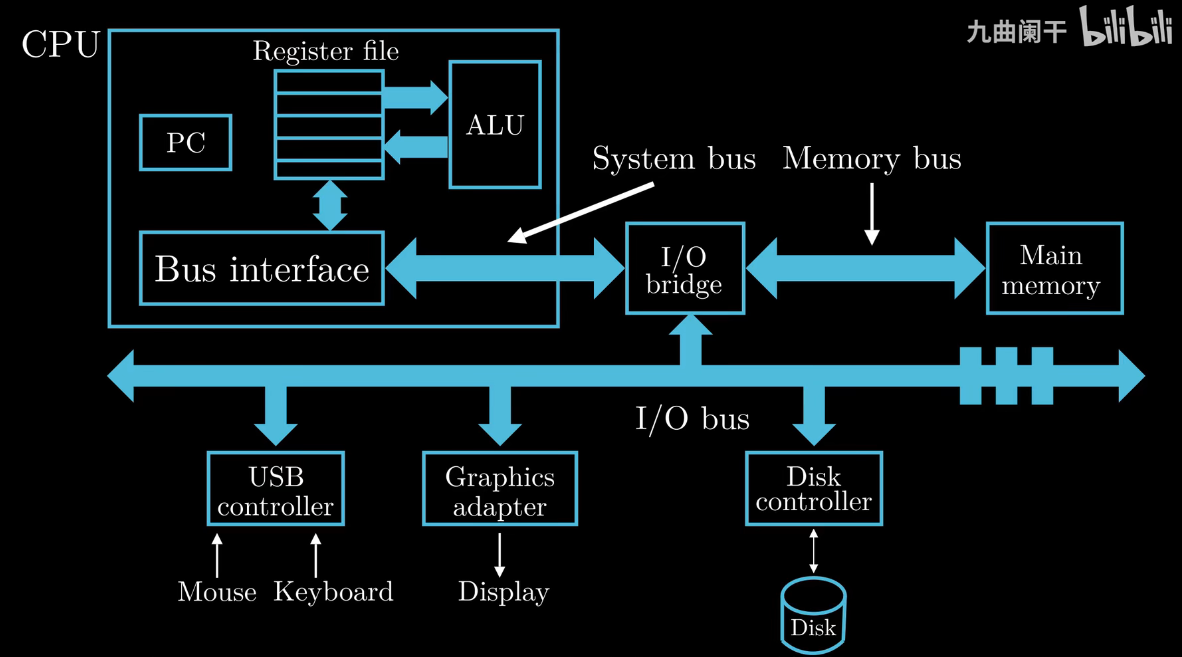 九曲阑干 bilibili
CPU
Register file
PC
ALU
System bus
Memory bus
Bus interface
I/O
bridge
Main
memory
I/O bus
USB
controller
Graphics
adapter
Disk
controller
Mouse
Keyboard
Display
Disk